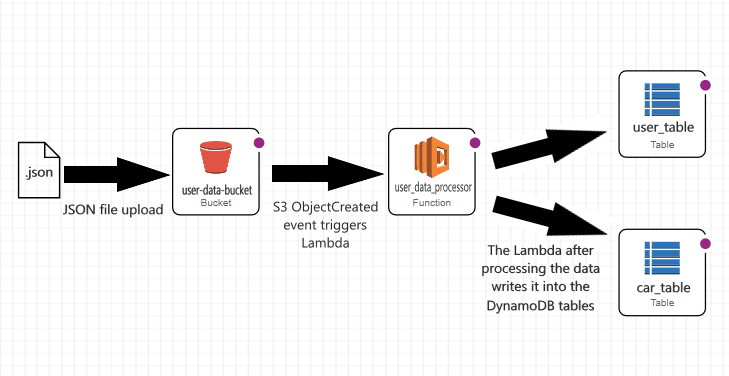 .json
JSON file upload
user-data-bucket
Bucket
S3 ObjectCreated
event triggers
Lambda
user_data_processor
Function
The Lambda after
processing the data
writes it into the
DynamoDB tables
user_table
Table
car_table
Table